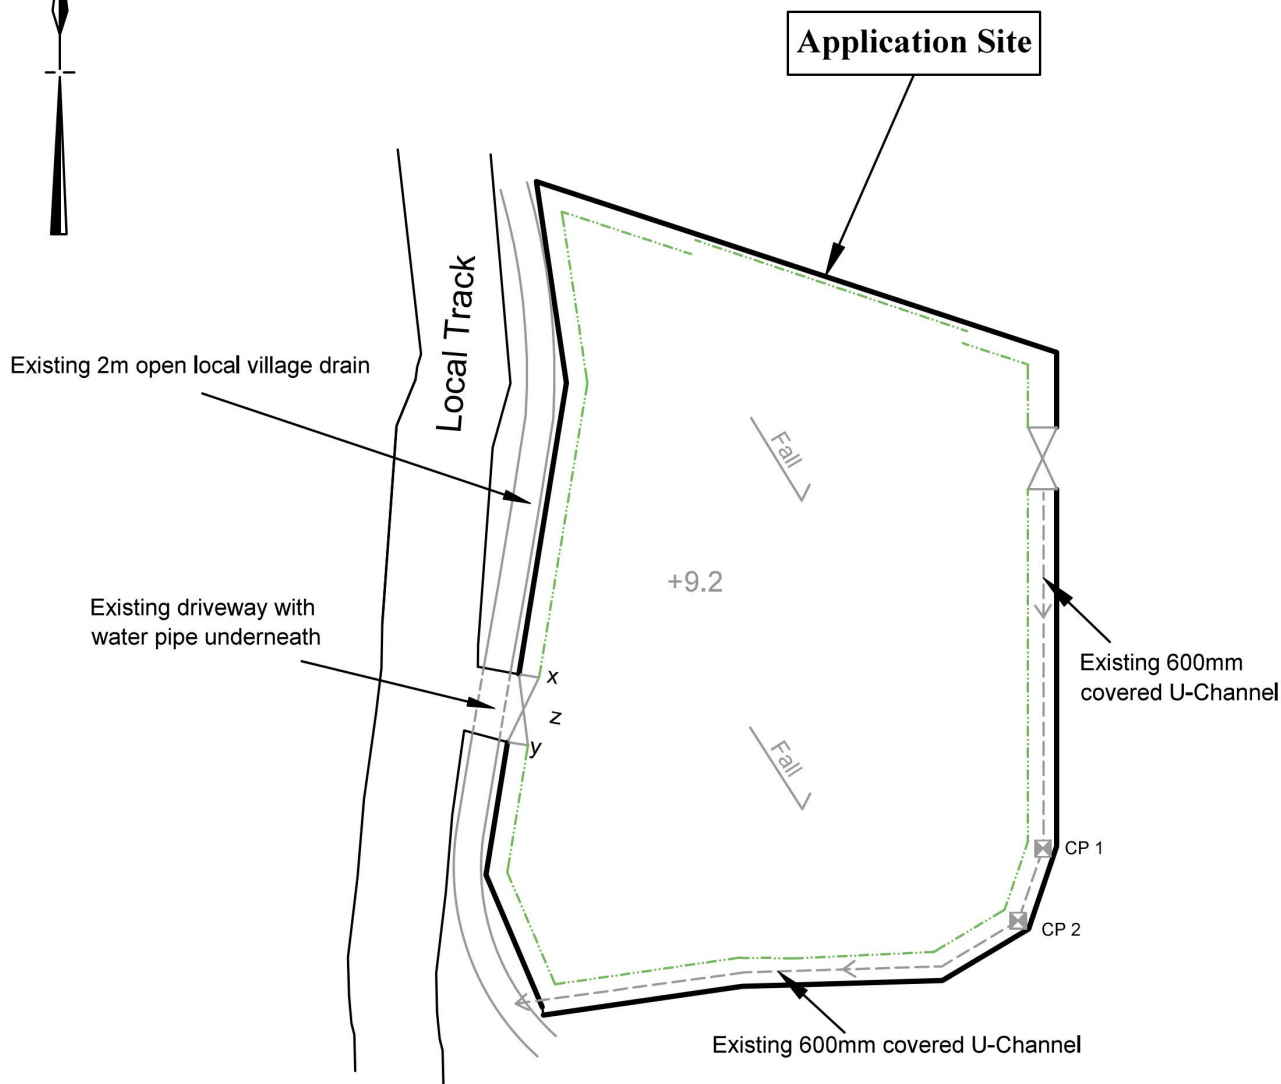 Application Site
Local Track
Existing 2m open local village drain
Fall
+9.2
Existing driveway with
water pipe underneath
Existing 600mm
covered U-Channel
x
z
y
Fall
CP 1
CP 2
Existing 600mm covered U-Channel